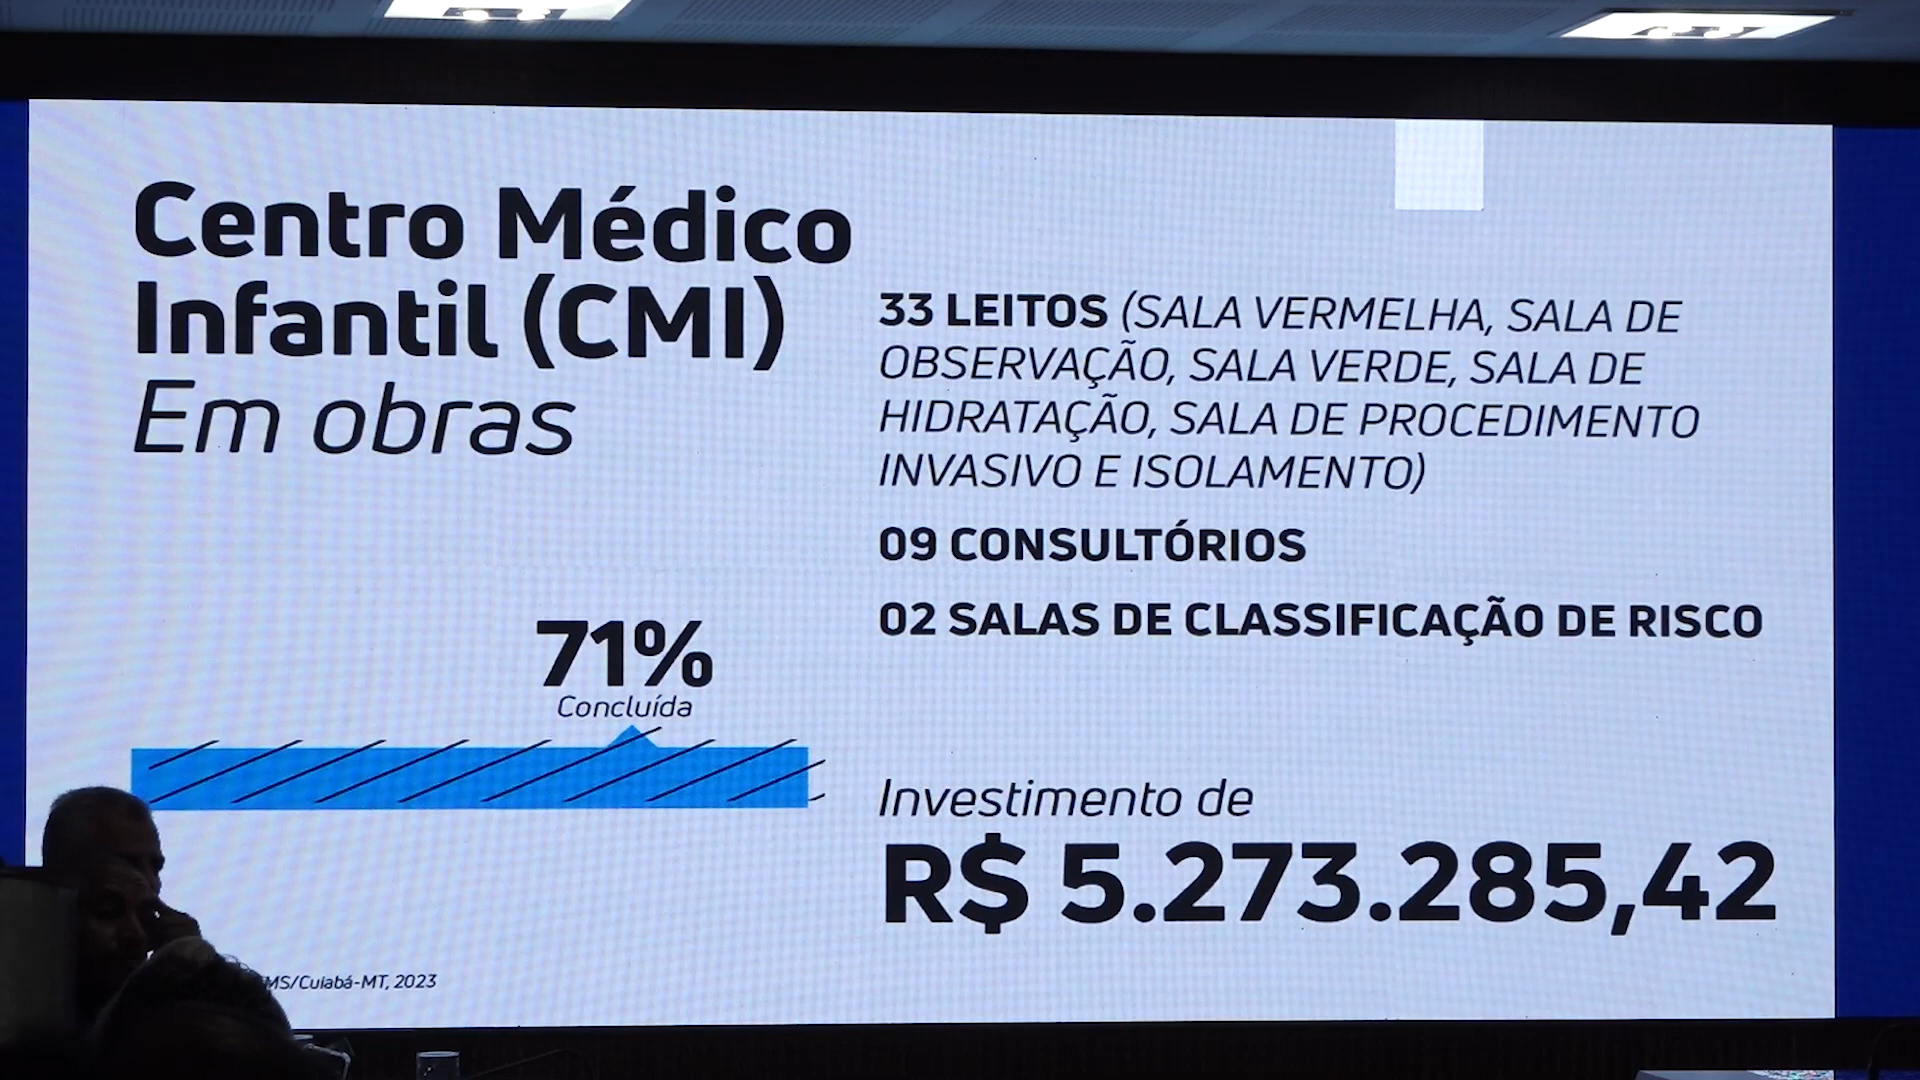 Centro Médico
Infantil (CMI)
Em obras
33 LEITOS (SALA VERMELHA, SALA DE
OBSERVAÇÃO, SALA VERDE, SALA DE
HIDRATAÇÃO, SALA DE PROCEDIMENTO
INVASIVO E ISOLAMENTO)
09 CONSULTÓRIOS
02 SALAS DE CLASSIFICAÇÃO DE RISCO
71%
Concluída
Investimento de
R$ 5.273.285,42
MS/Cuiabá-MT, 2023